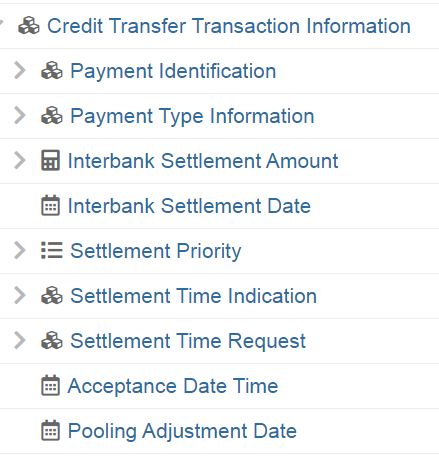 Credit Transfer Transaction Information
Payment Identification
Payment Type Information
Interbank Settlement Amount
Interbank Settlement Date
Settlement Priority
Settlement Time Indication
Settlement Time Request
Acceptance Date Time
Pooling Adjustment Date